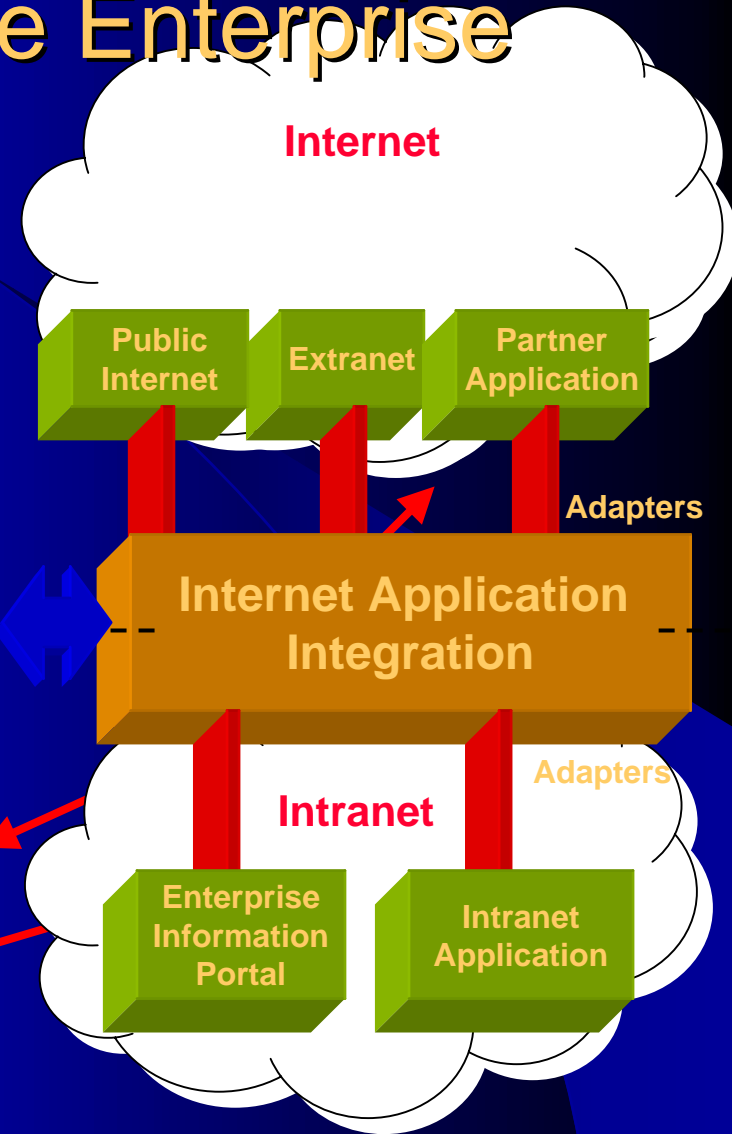 e Enterprise
Internet
Public
Internet
Extranet
Partner
Application
Adapters
Internet Application
Integration
Adapters
Intranet
Enterprise
Information
Portal
Intranet
Application